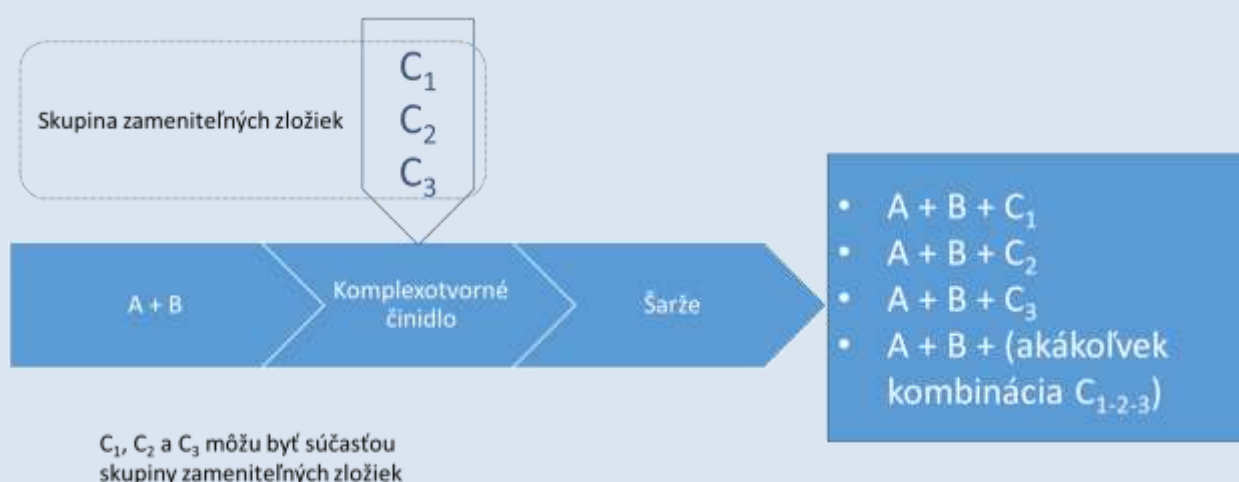 C₁
Skupina zameniteľných zložiek
C₂
C₃
A + B
Komplexotvorné
činidlo
Šarže
• A + B + C₁
• A + B + C₂
• A + B + C₃
• A + B + (akákoľvek
kombinácia C₁₋₂₋₃)
C₁, C₂ a C₃ môžu byť súčasťou
skupiny zameniteľných zložiek